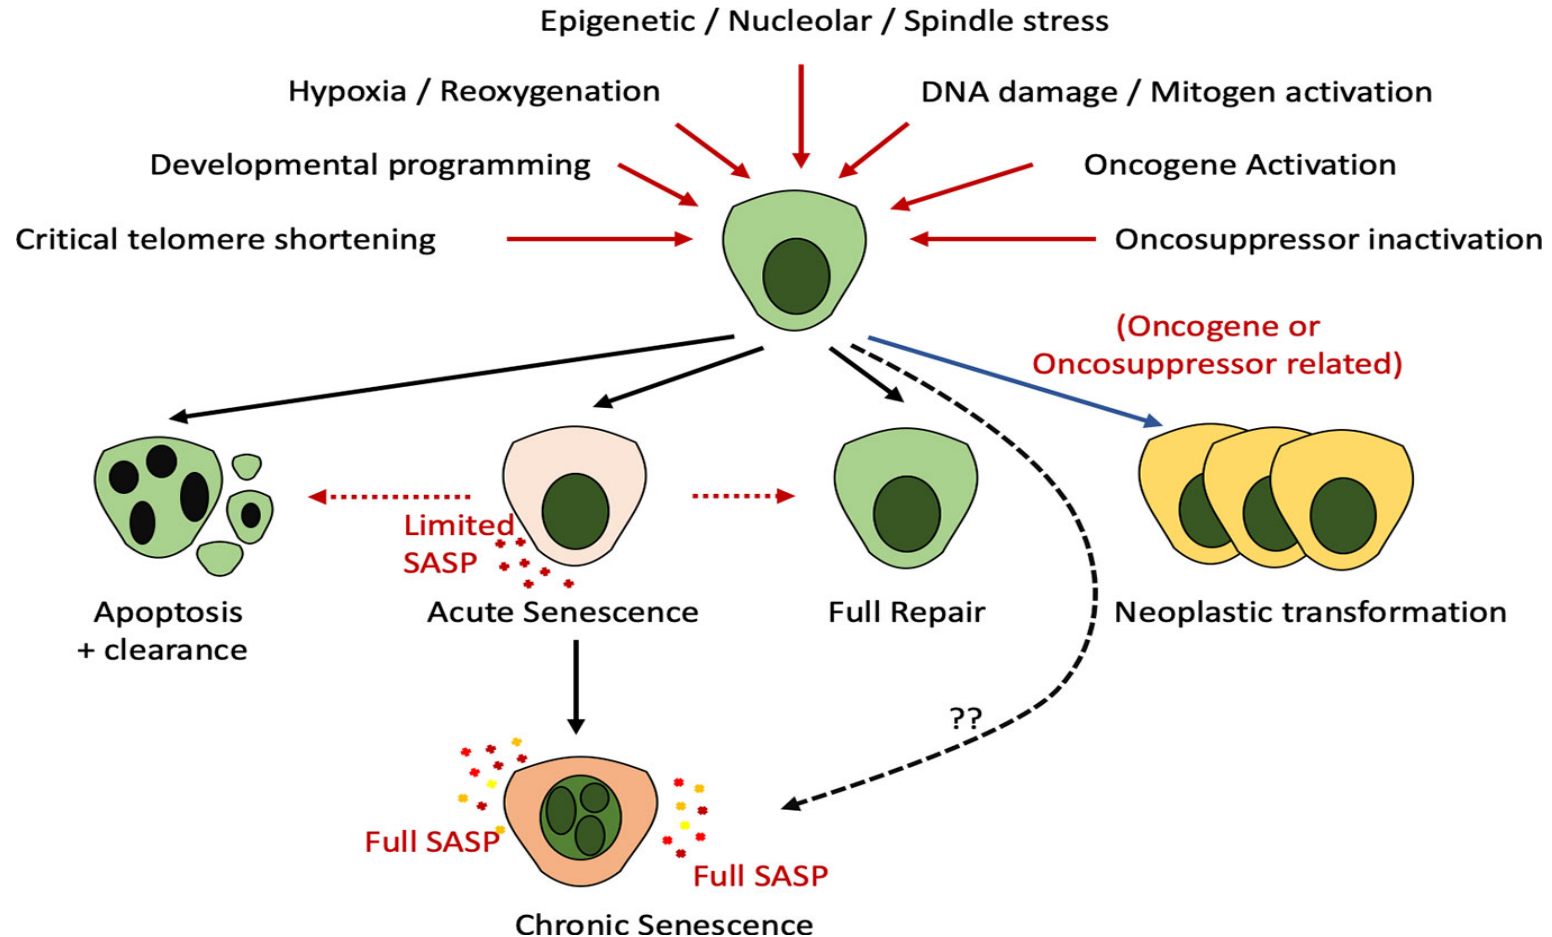 Epigenetic / Nucleolar / Spindle stress
Hypoxia / Reoxygenation
DNA damage / Mitogen activation
Developmental programming
Oncogene Activation
Critical telomere shortening
Oncosuppressor inactivation
(Oncogene or
Oncosuppressor related)
Limited
SASP
Apoptosis
+ clearance
Acute Senescence
Full Repair
Neoplastic transformation
??
Full SASP
Full SASP
Chronic Senescence